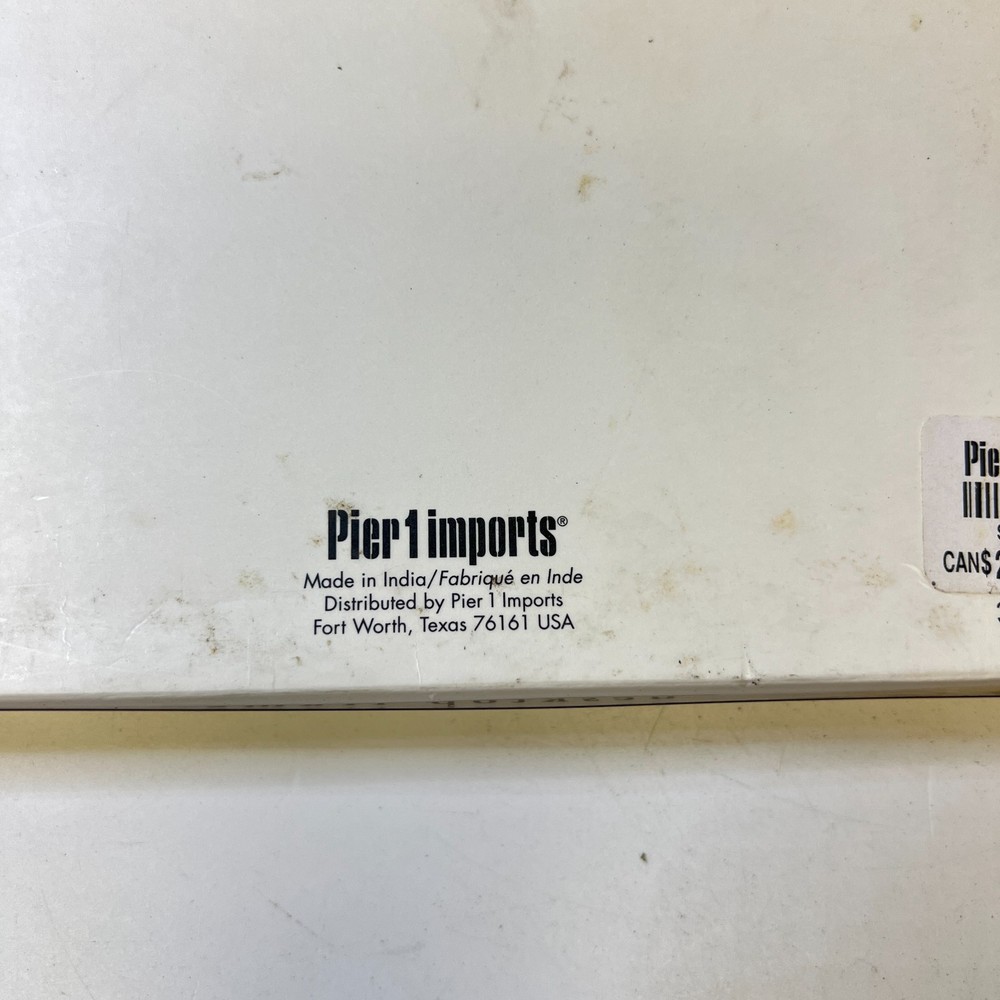 Pier 1 imports®
Made in India/Fabriqué en Inde
Distributed by Pier 1 Imports
Fort Worth, Texas 76161 USA
Pie
CAN$